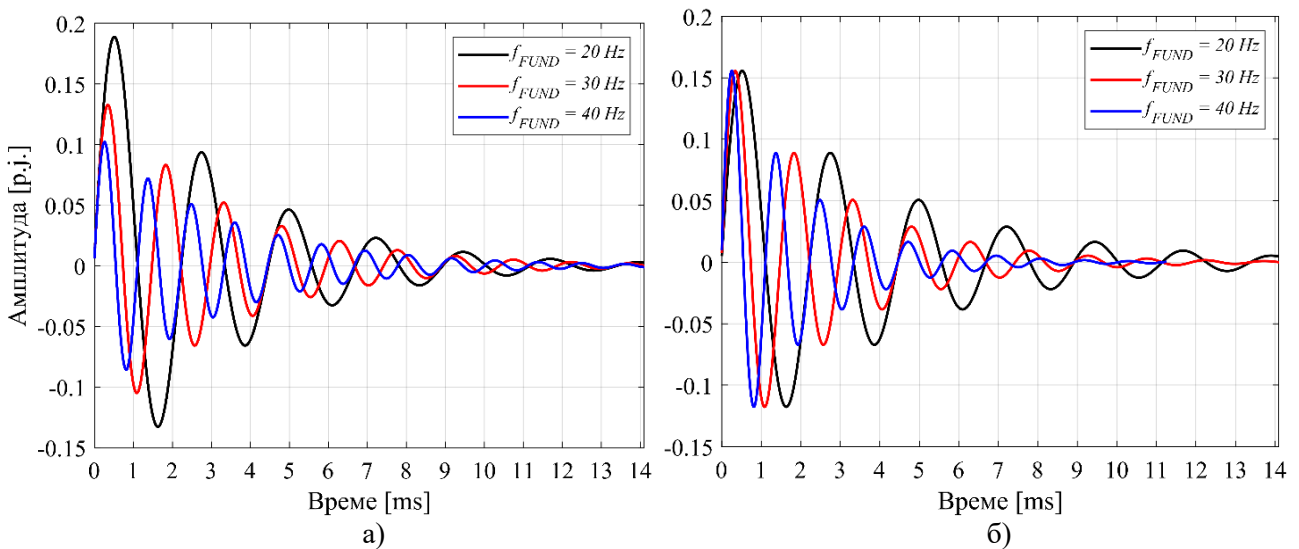 0.2
0.15
0.1
0.05
0
-0.05
-0.1
-0.15
Амплитуда [p.j.]
f_FUND = 20 Hz
f_FUND = 30 Hz
f_FUND = 40 Hz
0 1 2 3 4 5 6 7 8 9 10 11 12 13 14
Време [ms]
а)
0.2
0.15
0.1
0.05
0
-0.05
-0.1
-0.15
f_FUND = 20 Hz
f_FUND = 30 Hz
f_FUND = 40 Hz
0 1 2 3 4 5 6 7 8 9 10 11 12 13 14
Време [ms]
б)